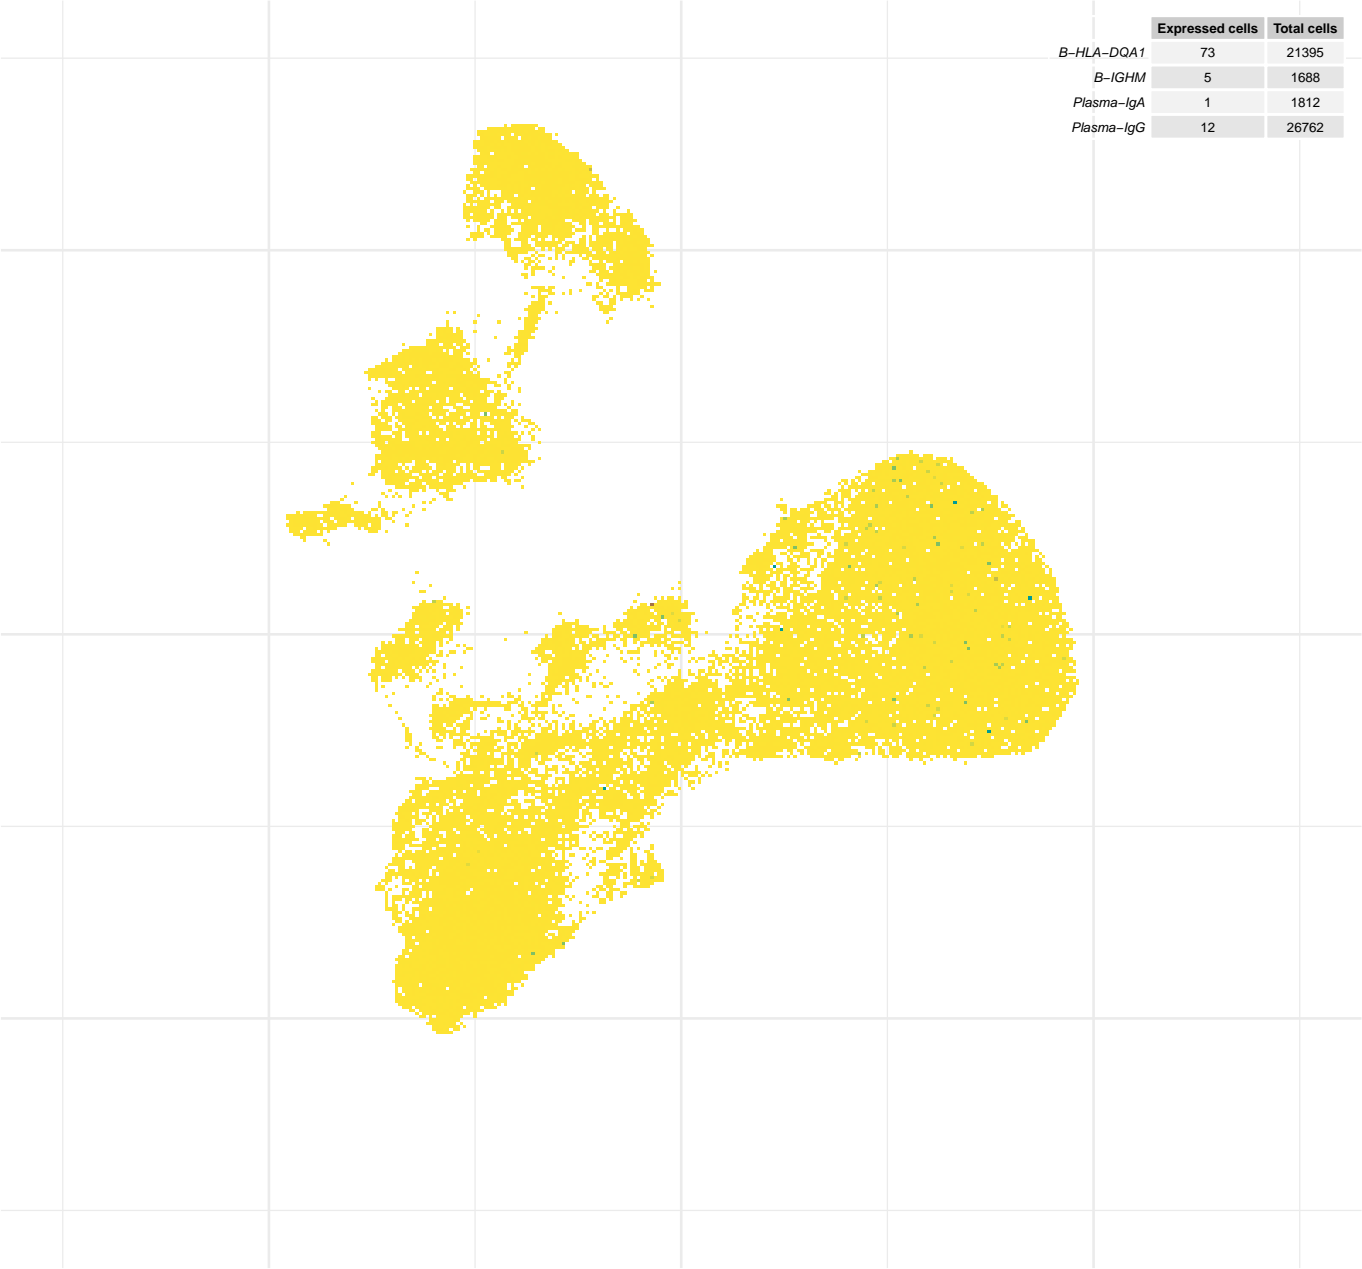 Expressed cells Total cells
B−HLA−DQA1 73 21395
B−IGHM 5 1688
Plasma−IgA 1 1812
Plasma−IgG 12 26762